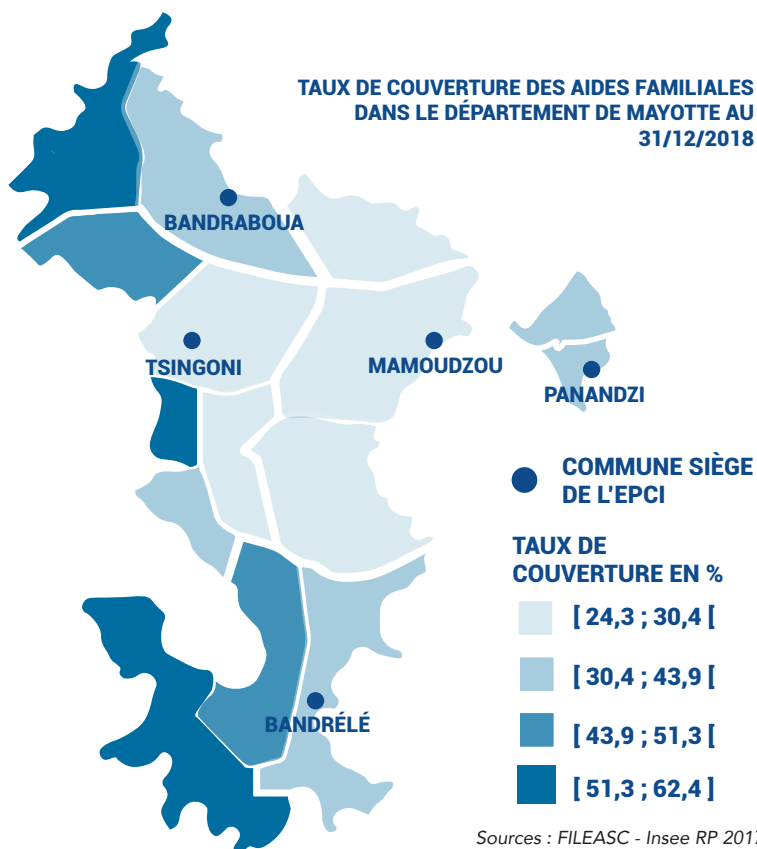 TAUX DE COUVERTURE DES AIDES FAMILIALES
DANS LE DÉPARTEMENT DE MAYOTTE AU
31/12/2018
BANDRABOUA
TSINGONI
MAMOUDZOU
PANANDZI
COMMUNE SIÈGE
DE L'EPCI
TAUX DE
COUVERTURE EN %
[ 24,3 ; 30,4 [
[ 30,4 ; 43,9 [
[ 43,9 ; 51,3 [
[ 51,3 ; 62,4 ]
BANDRÉLÉ
Sources : FILEASC - Insee RP 2017